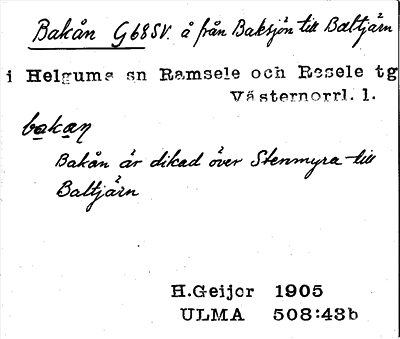 Bakån G68SV. å från Baksjön till Baltjärn
i Helgums sn Ramsele och Resele tg
Västernorrl. l.
bakan
Bakån är dikad över Stenmyra till
Baltjärn
H.Geijer 1905
ULMA 508:43b